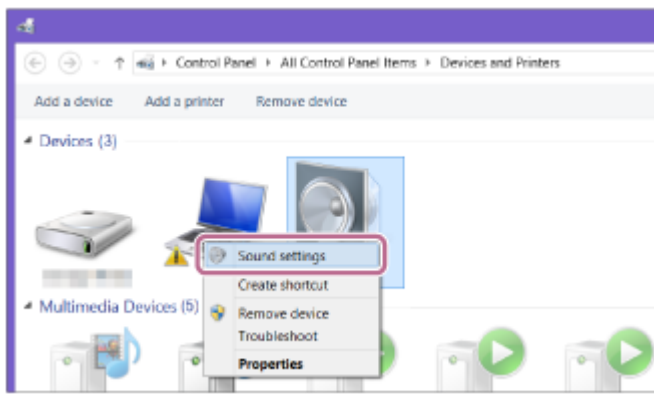 Control Panel
All Control Panel Items
Devices and Printers
Add a device
Add a printer
Remove device
Devices (3)
Sound settings
Create shortcut
Multimedia Devices (5)
Remove device
Troubleshoot
Properties